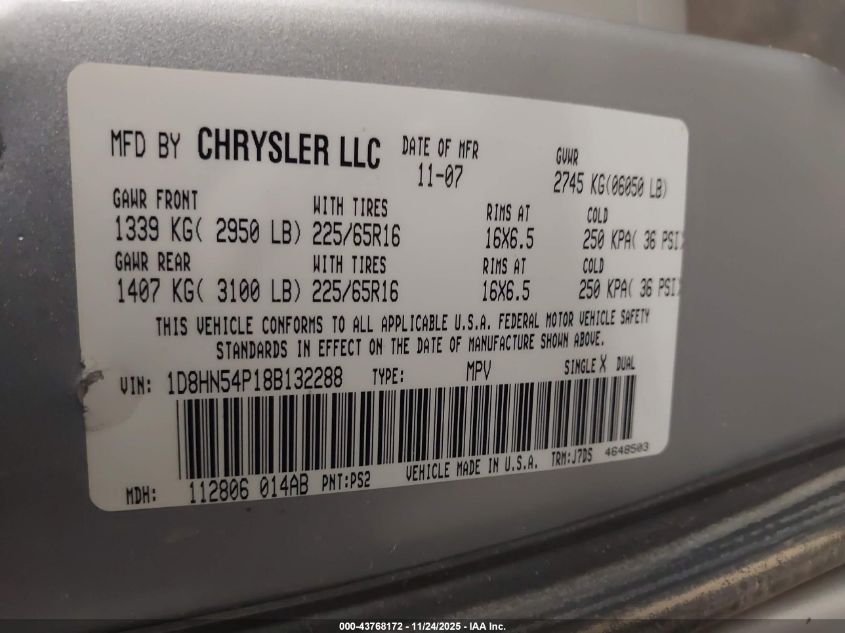 MFD BY CHRYSLER LLC DATE OF MFR GVWR
11-07 2745 KG(06050 LB)
GAWR FRONT WITH TIRES RIMS AT COLD
1339 KG( 2950 LB) 225/65R16 16X6.5 250 KPA( 36 PSI)
GAWR REAR WITH TIRES RIMS AT COLD
1407 KG( 3100 LB) 225/65R16 16X6.5 250 KPA( 36 PSI)
THIS VEHICLE CONFORMS TO ALL APPLICABLE U.S.A. FEDERAL MOTOR VEHICLE SAFETY
STANDARDS IN EFFECT ON THE DATE OF MANUFACTURE SHOWN ABOVE.
VIN: 1D8HN54P18B132288 TYPE: MPV SINGLE X DUAL
MDH: 112806 014AB PNT:PS2 VEHICLE MADE IN U.S.A. TRM:J7DS 4648503
000-43768172 - 11/24/2025 - IAA Inc.